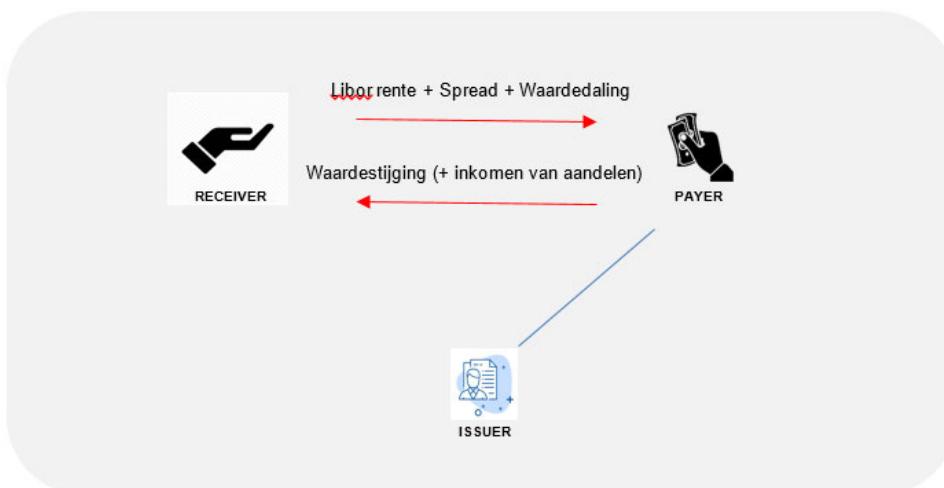 Libor rente + Spread + Waardedaling
Waardestijging (+ inkomen van aandelen)
RECEIVER
PAYER
ISSUER